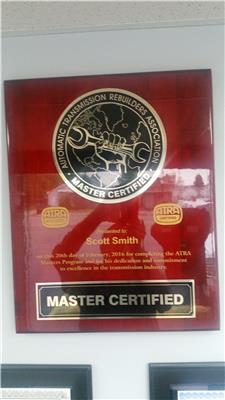 AUTOMATIC TRANSMISSION REBUILDERS ASSOCIATION
MASTER CERTIFIED
ATRA
ATRA
Presented to:
Scott Smith
on this 20th day of February, 2016 for completing the ATRA
Masters Program and for his dedication and commitment
to excellence in the transmission industry.
MASTER CERTIFIED